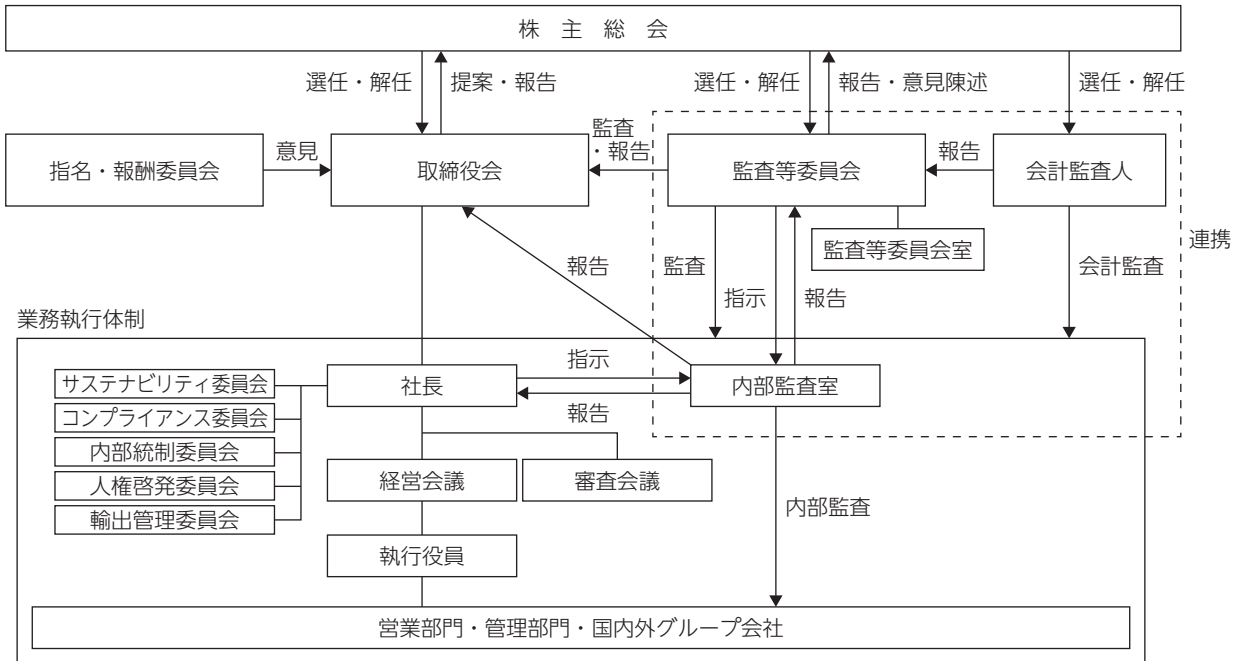 株主総会
選任・解任
提案・報告
選任・解任
報告・意見陳述
選任・解任
指名・報酬委員会
意見
取締役会
監査
・報告
監査等委員会
報告
会計監査人
監査等委員会室
連携
報告
監査
指示
報告
会計監査
業務執行体制
サステナビリティ委員会
コンプライアンス委員会
内部統制委員会
人権啓発委員会
輸出管理委員会
社長
指示
報告
内部監査室
経営会議
審査会議
内部監査
執行役員
営業部門・管理部門・国内外グループ会社